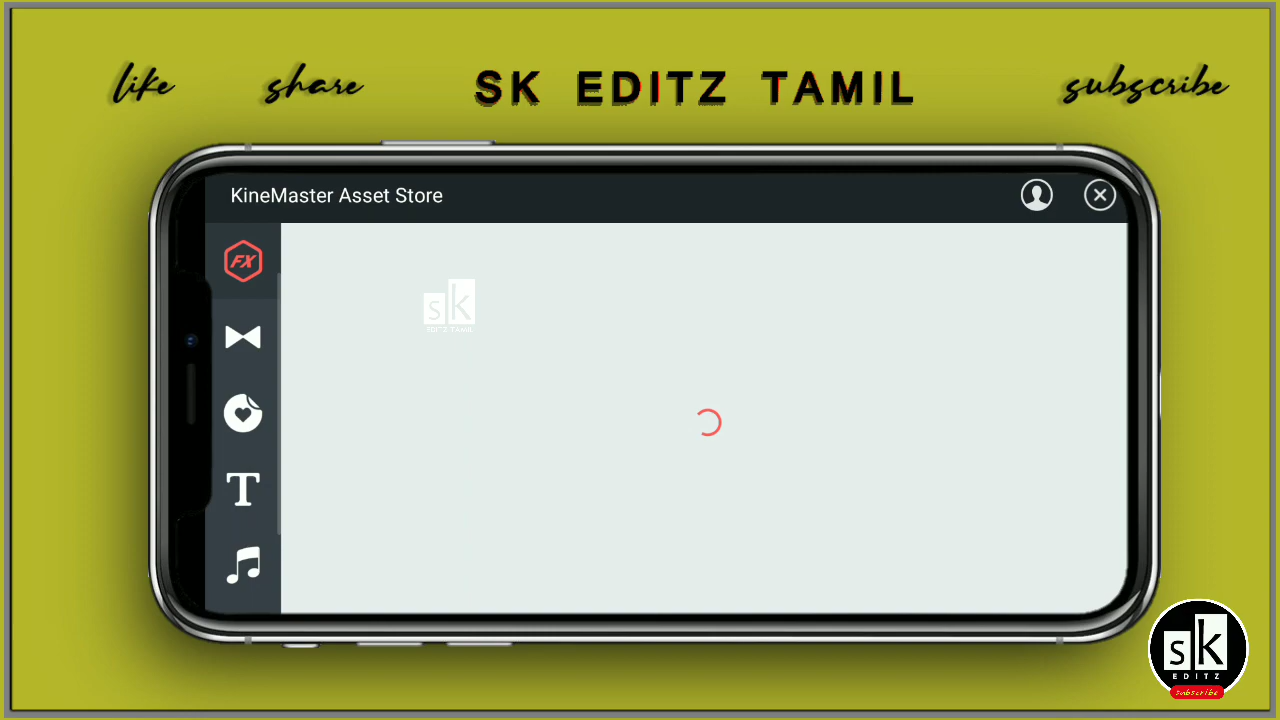 like share SK EDITZ TAMIL subscribe
KineMaster Asset Store
FX
sk
EDITZ TAMIL
T
sk
EDITZ
subscribe